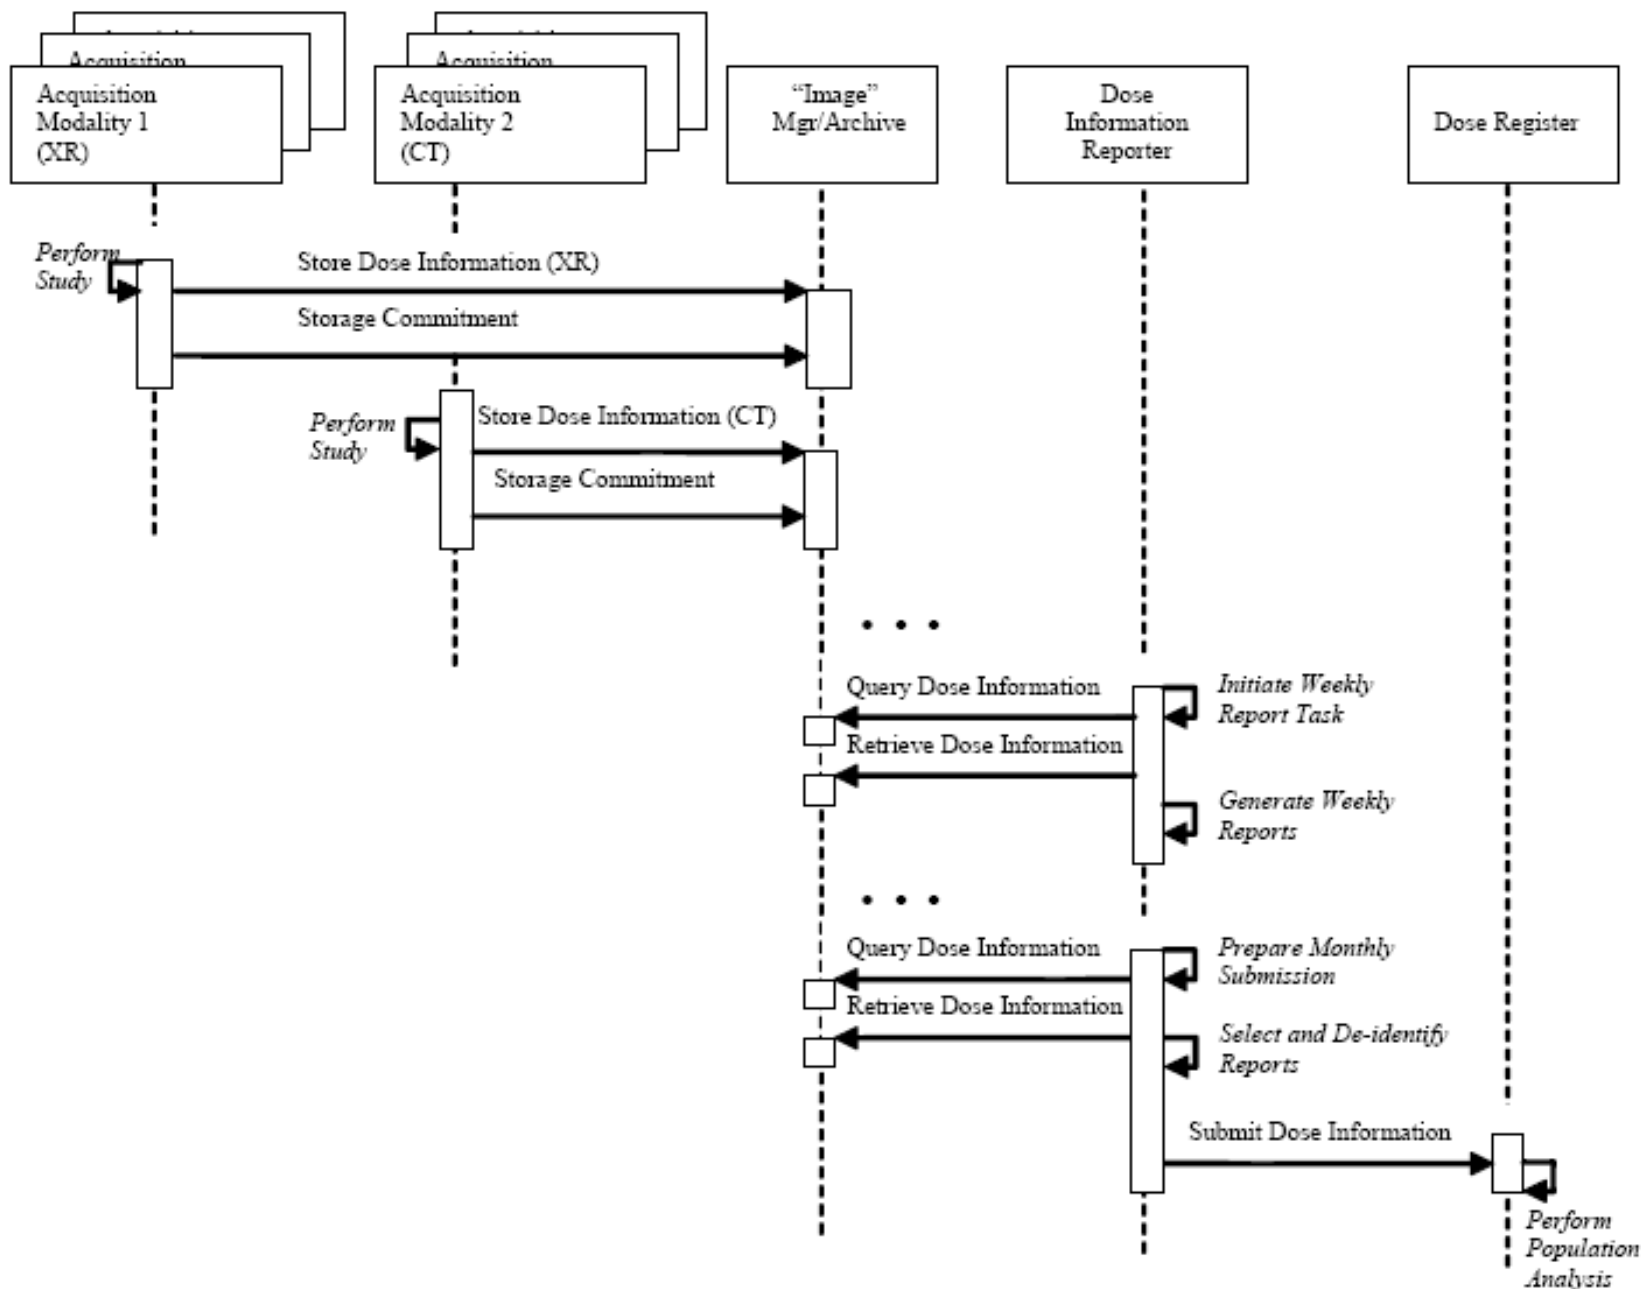 Acquisition
Acquisition
Acquisition
Modality 1
(XR)
Acquisition
Modality 2
(CT)
“Image”
Mgr/Archive
Dose
Information
Reporter
Dose Register
Perform
Study
Store Dose Information (XR)
Storage Commitment
Perform
Study
Store Dose Information (CT)
Storage Commitment
• • •
Query Dose Information
Initiate Weekly
Report Task
Retrieve Dose Information
Generate Weekly
Reports
• • •
Query Dose Information
Prepare Monthly
Submission
Retrieve Dose Information
Select and De-identify
Reports
Submit Dose Information
Perform
Population
Analysis